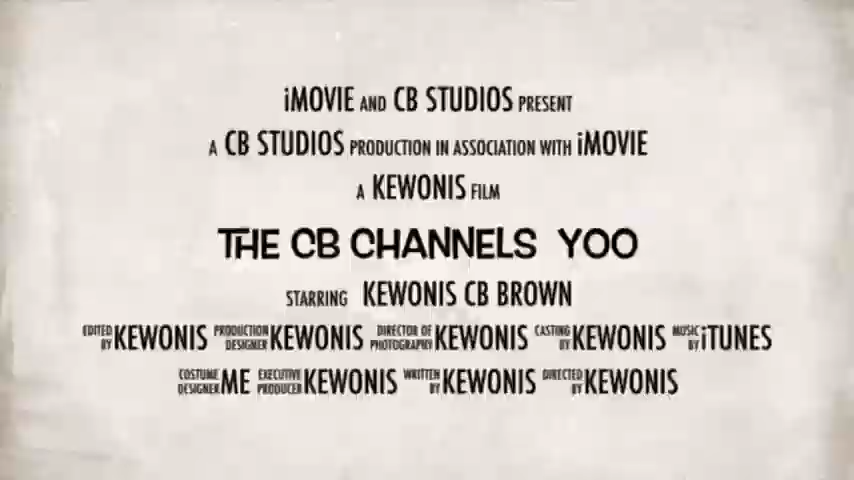 iMOVIE AND CB STUDIOS PRESENT
A CB STUDIOS PRODUCTION IN ASSOCIATION WITH iMOVIE
A KEWONIS FILM
THE CB CHANNELS YOO
STARRING KEWONIS CB BROWN
EDITED BY KEWONIS PRODUCTION DESIGNER KEWONIS DIRECTOR OF PHOTOGRAPHY KEWONIS CASTING BY KEWONIS MUSIC BY iTUNES
COSTUME DESIGNER ME EXECUTIVE PRODUCER KEWONIS WRITTEN BY KEWONIS DIRECTED BY KEWONIS